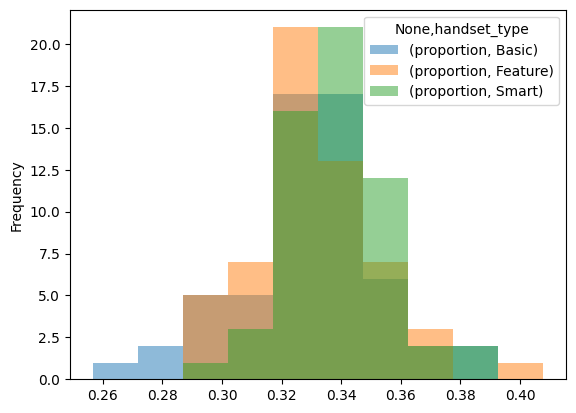 None,handset_type
(proportion, Basic)
(proportion, Feature)
(proportion, Smart)
Frequency
20.0
17.5
15.0
12.5
10.0
7.5
5.0
2.5
0.0
0.26 0.28 0.30 0.32 0.34 0.36 0.38 0.40